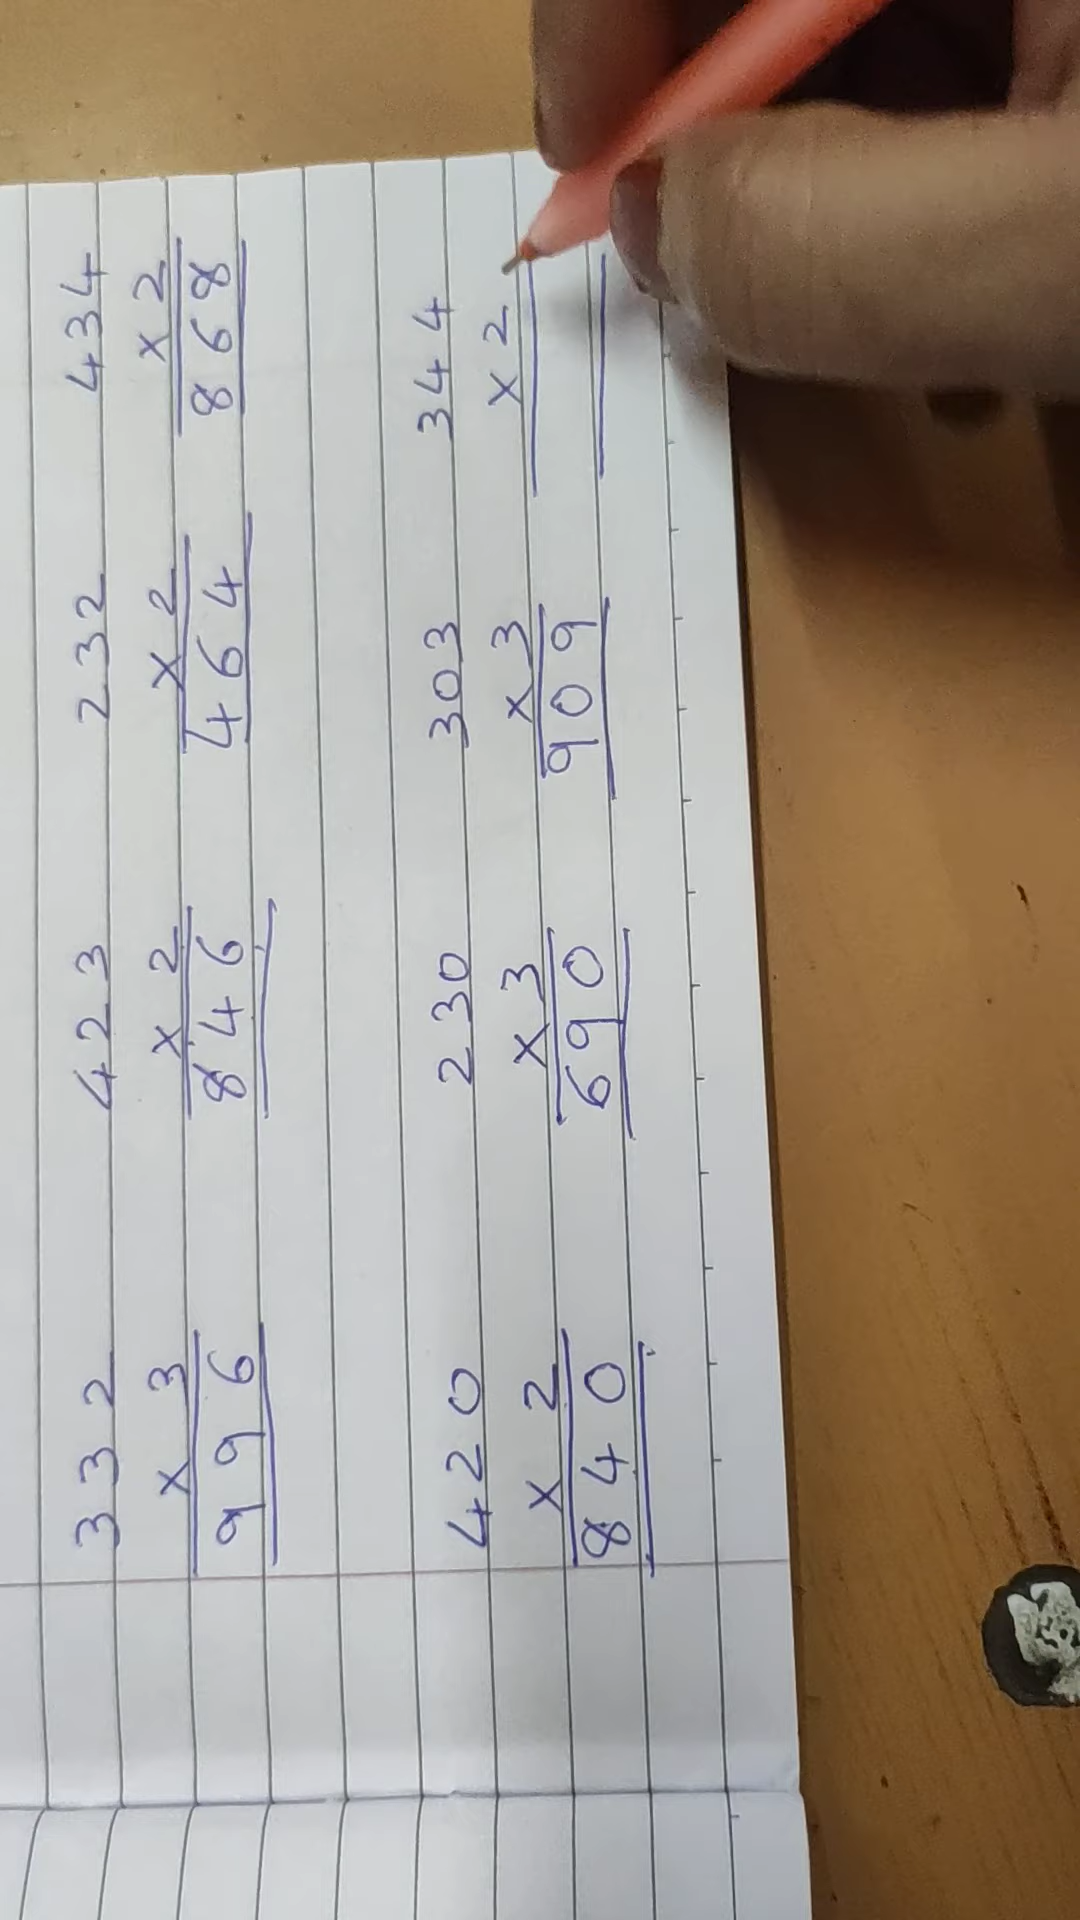 332 423 232 434
×3 ×2 ×2 ×2
996 846 464 868
420 230 303 344
×2 ×3 ×3 ×2
840 690 909